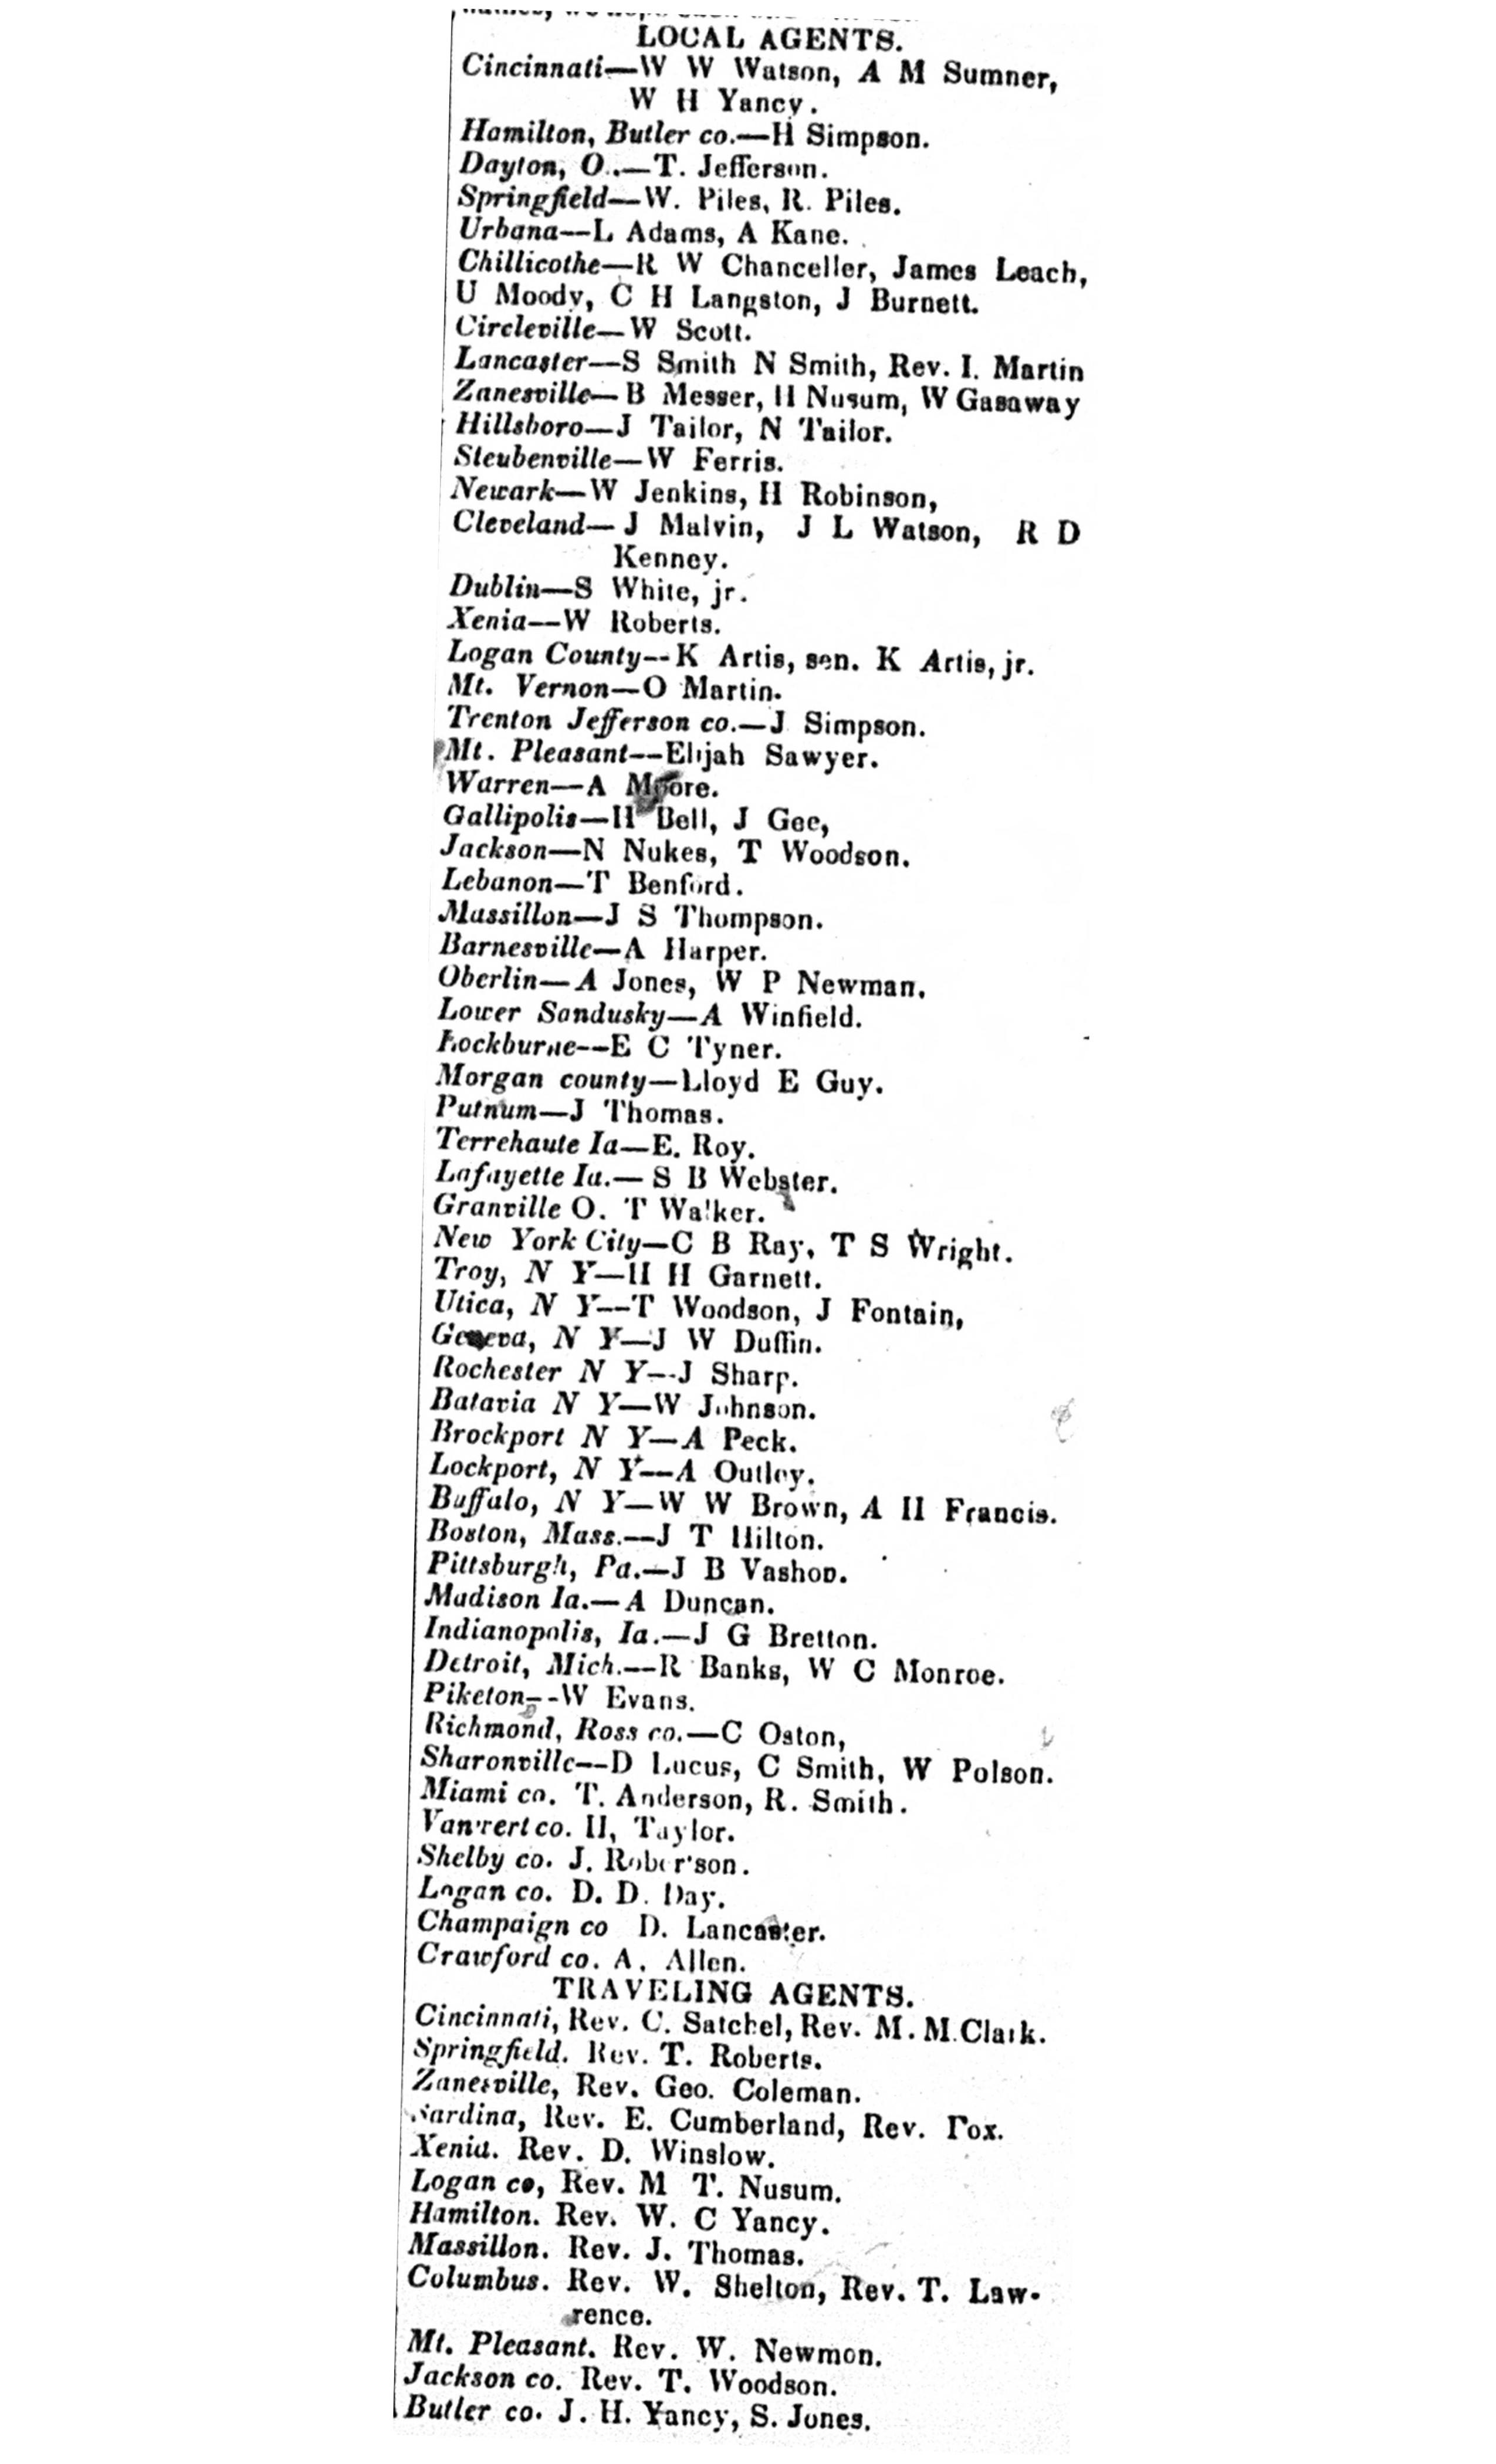 LOCAL AGENTS.
Cincinnati—W W Watson, A M Sumner,
W H Yancy.
Hamilton, Butler co.—H Simpson.
Dayton, O.—T. Jefferson.
Springfield—W. Piles, R. Piles.
Urbana—L Adams, A Kane.
Chillicothe—R W Chanceller, James Leach,
U Moody, C H Langston, J Burnett.
Circleville—W Scott.
Lancaster—S Smith N Smith, Rev. I. Martin
Zanesville—B Messer, H Nusum, W Gasaway
Hillsboro—J Tailor, N Tailor.
Steubenville—W Ferris.
Newark—W Jenkins, H Robinson,
Cleveland—J Malvin, J L Watson, R D
Kenney.
Dublin—S White, jr.
Xenia—W Roberts.
Logan County--K Artis, sen. K Artis, jr.
Mt. Vernon—O Martin.
Trenton Jefferson co.—J Simpson.
Mt. Pleasant—Elijah Sawyer.
Warren—A Moore.
Gallipolis—H Bell, J Gee,
Jackson—N Nukes, T Woodson.
Lebanon—T Benford.
Massillon—J S Thompson.
Barnesville—A Harper.
Oberlin—A Jones, W P Newman.
Lower Sandusky—A Winfield.
Lockburne--E C Tyner.
Morgan county—Lloyd E Guy.
Putnum—J Thomas.
Terrehaute Ia—E. Roy.
Lafayette Ia.—S B Webster.
Granville O. T Walker.
New York City—C B Ray, T S Wright.
Troy, N Y—H H Garnett.
Utica, N Y—T Woodson, J Fontain,
Geneva, N Y—J W Duffin.
Rochester N Y--J Sharp.
Batavia N Y—W Johnson.
Brockport N Y—A Peck.
Lockport, N Y—A Outley.
Buffalo, N Y—W W Brown, A H Francis.
Boston, Mass.—J T Hilton.
Pittsburgh, Pa.—J B Vashon.
Madison Ia.—A Duncan.
Indianopolis, Ia.—J G Bretton.
Detroit, Mich.—R Banks, W C Monroe.
Piketon--W Evans.
Richmond, Ross co.—C Oston,
Sharonville--D Lucus, C Smith, W Polson.
Miami co. T. Anderson, R. Smith.
Vanwert co. H, Taylor.
Shelby co. J. Roberson.
Logan co. D. D. Day.
Champaign co D. Lancaster.
Crawford co. A. Allen.
TRAVELING AGENTS.
Cincinnati, Rev. C. Satchel, Rev. M. M. Clark.
Springfield. Rev. T. Roberts.
Zanesville, Rev. Geo. Coleman.
Sardina, Rev. E. Cumberland, Rev. Fox.
Xenia. Rev. D. Winslow.
Logan co, Rev. M T. Nusum.
Hamilton. Rev. W. C Yancy.
Massillon. Rev. J. Thomas.
Columbus. Rev. W. Shelton, Rev. T. Law-
rence.
Mt. Pleasant. Rev. W. Newmon.
Jackson co. Rev. T. Woodson.
Butler co. J. H. Yancy, S. Jones.